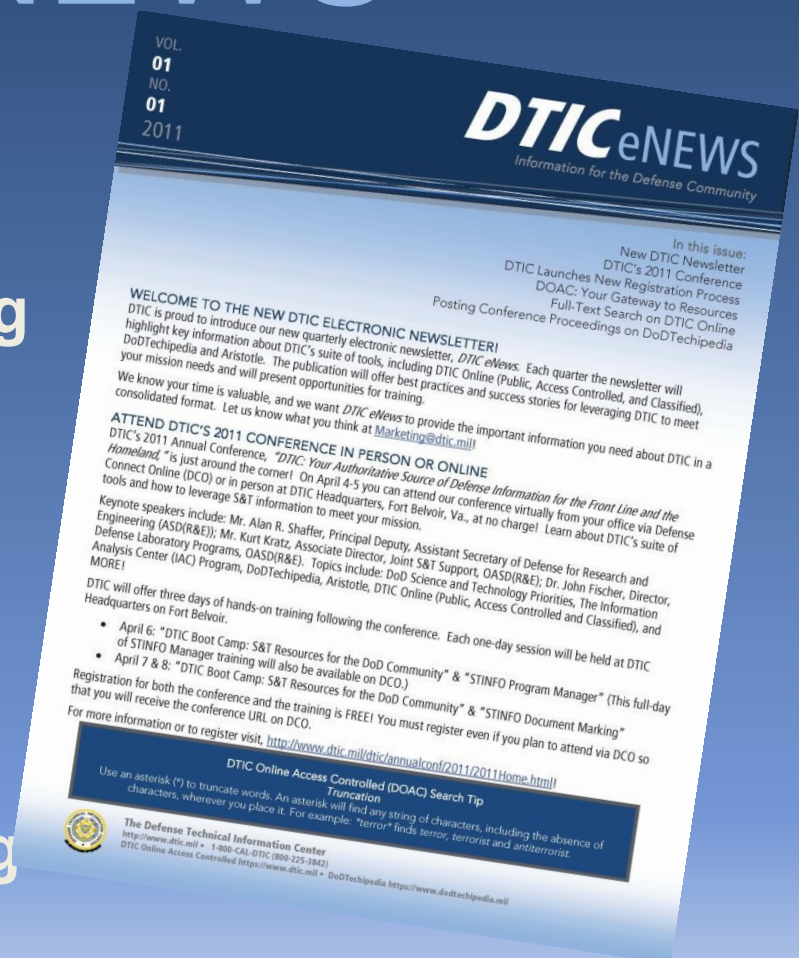 NEWS
g
g
VOL.
01
NO.
01
2011
DTIC eNEWS
Information for the Defense Community
In this issue:
New DTIC Newsletter
DTIC's 2011 Conference
DTIC Launches New Registration Process
DOAC: Your Gateway to Resources
Full-Text Search on DTIC Online
Posting Conference Proceedings on DoDTechipedia
WELCOME TO THE NEW DTIC ELECTRONIC NEWSLETTER!
DTIC is proud to introduce our new quarterly electronic newsletter, DTIC eNews. Each quarter the newsletter will
highlight key information about DTIC's suite of tools, including DTIC Online (Public, Access Controlled, and Classified),
DoDTechipedia and Aristotle. The publication will offer best practices and success stories for leveraging DTIC to meet
your mission needs and will present opportunities for training.
We know your time is valuable, and we want DTIC eNews to provide the important information you need about DTIC in a
consolidated format. Let us know what you think at Marketing@dtic.mil!
ATTEND DTIC'S 2011 CONFERENCE IN PERSON OR ONLINE
DTIC's 2011 Annual Conference, "DTIC: Your Authoritative Source of Defense Information for the Front Line and the
Homeland," is just around the corner! On April 4-5 you can attend our conference virtually from your office via Defense
Connect Online (DCO) or in person at DTIC Headquarters, Fort Belvoir, Va., at no charge! Learn about DTIC's suite of
tools and how to leverage S&T information to meet your mission.
Keynote speakers include: Mr. Alan R. Shaffer, Principal Deputy, Assistant Secretary of Defense for Research and
Engineering (ASD(R&E)); Mr. Kurt Kratz, Associate Director, Joint S&T Support, OASD(R&E); Dr. John Fischer, Director,
Defense Laboratory Programs, OASD(R&E). Topics include: DoD Science and Technology Priorities, The Information
Analysis Center (IAC) Program, DoDTechipedia, Aristotle, DTIC Online (Public, Access Controlled and Classified), and
MORE!
DTIC will offer three days of hands-on training following the conference. Each one-day session will be held at DTIC
Headquarters on Fort Belvoir.
• April 6: "DTIC Boot Camp: S&T Resources for the DoD Community" & "STINFO Program Manager" (This full-day
of STINFO Manager training will also be available on DCO.)
• April 7 & 8: "DTIC Boot Camp: S&T Resources for the DoD Community" & "STINFO Document Marking"
Registration for both the conference and the training is FREE! You must register even if you plan to attend via DCO so
that you will receive the conference URL on DCO.
For more information or to register visit, http://www.dtic.mil/dtic/annualconf/2011/2011Home.html!
DTIC Online Access Controlled (DOAC) Search Tip
Truncation
Use an asterisk (*) to truncate words. An asterisk will find any string of characters, including the absence of
characters, wherever you place it. For example: *terror* finds terror, terrorist and antiterrorist.
The Defense Technical Information Center
http://www.dtic.mil • 1-800-CAL-DTIC (800-225-3842)
DTIC Online Access Controlled https://www.dtic.mil • DoDTechipedia https://www.dodtechipedia.mil